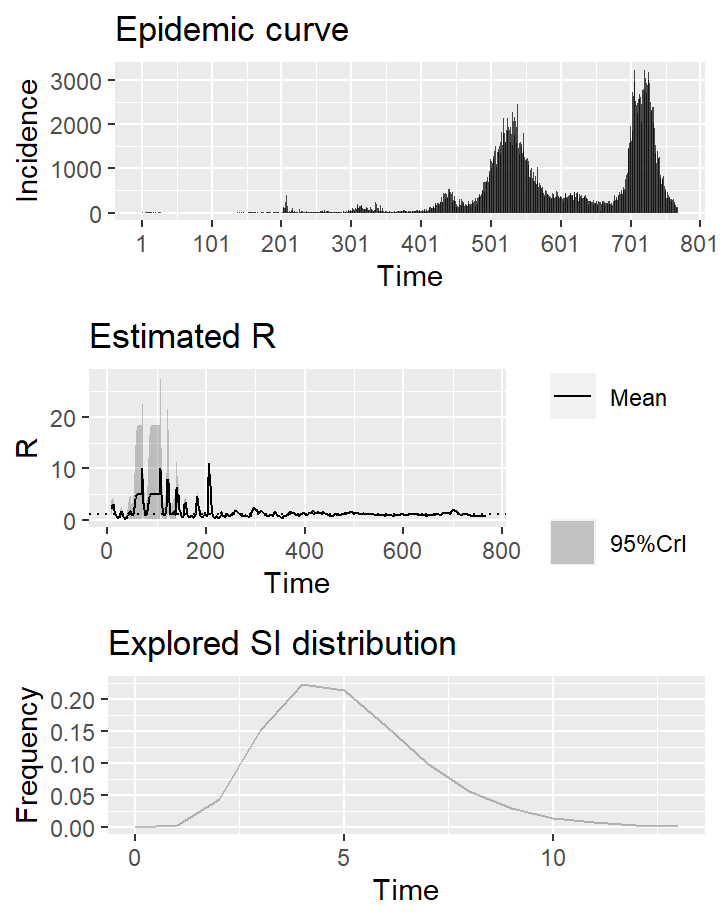 Epidemic curve
Incidence
3000
2000
1000
0
1 101 201 301 401 501 601 701 801
Time
Estimated R
R
20
10
0
0 200 400 600 800
Time
Mean
95%CrI
Explored SI distribution
Frequency
0.20
0.15
0.10
0.05
0.00
0 5 10
Time